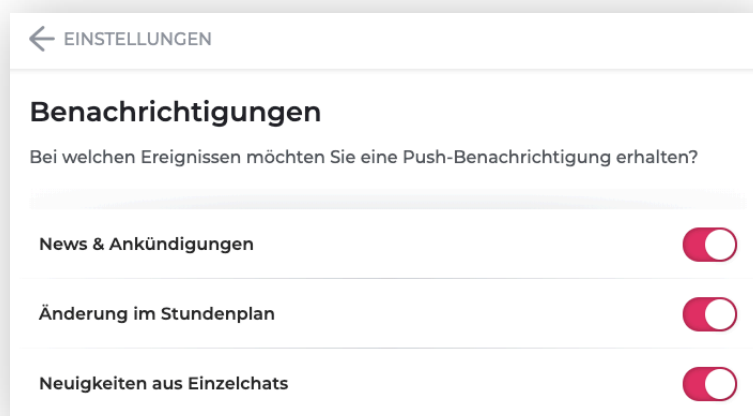 EINSTELLUNGEN
Benachrichtigungen
Bei welchen Ereignissen möchten Sie eine Push-Benachrichtigung erhalten?
News & Ankündigungen
Änderung im Stundenplan
Neuigkeiten aus Einzelchats